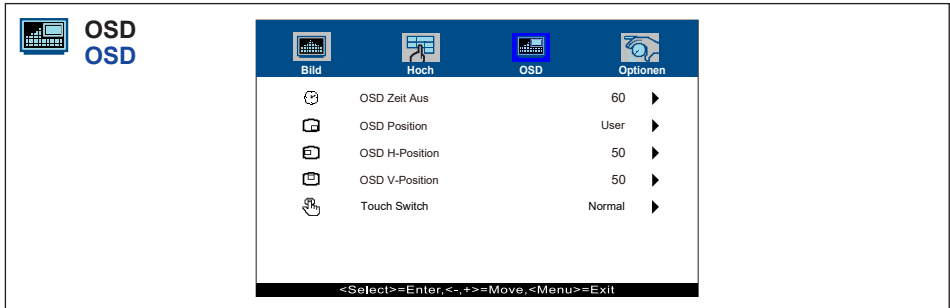 OSD
OSD
Bild Hoch OSD Optionen
OSD Zeit Aus 60
OSD Position User
OSD H-Position 50
OSD V-Position 50
Touch Switch Normal
<Select>=Enter,<-,+>=Move,<Menu>=Exit